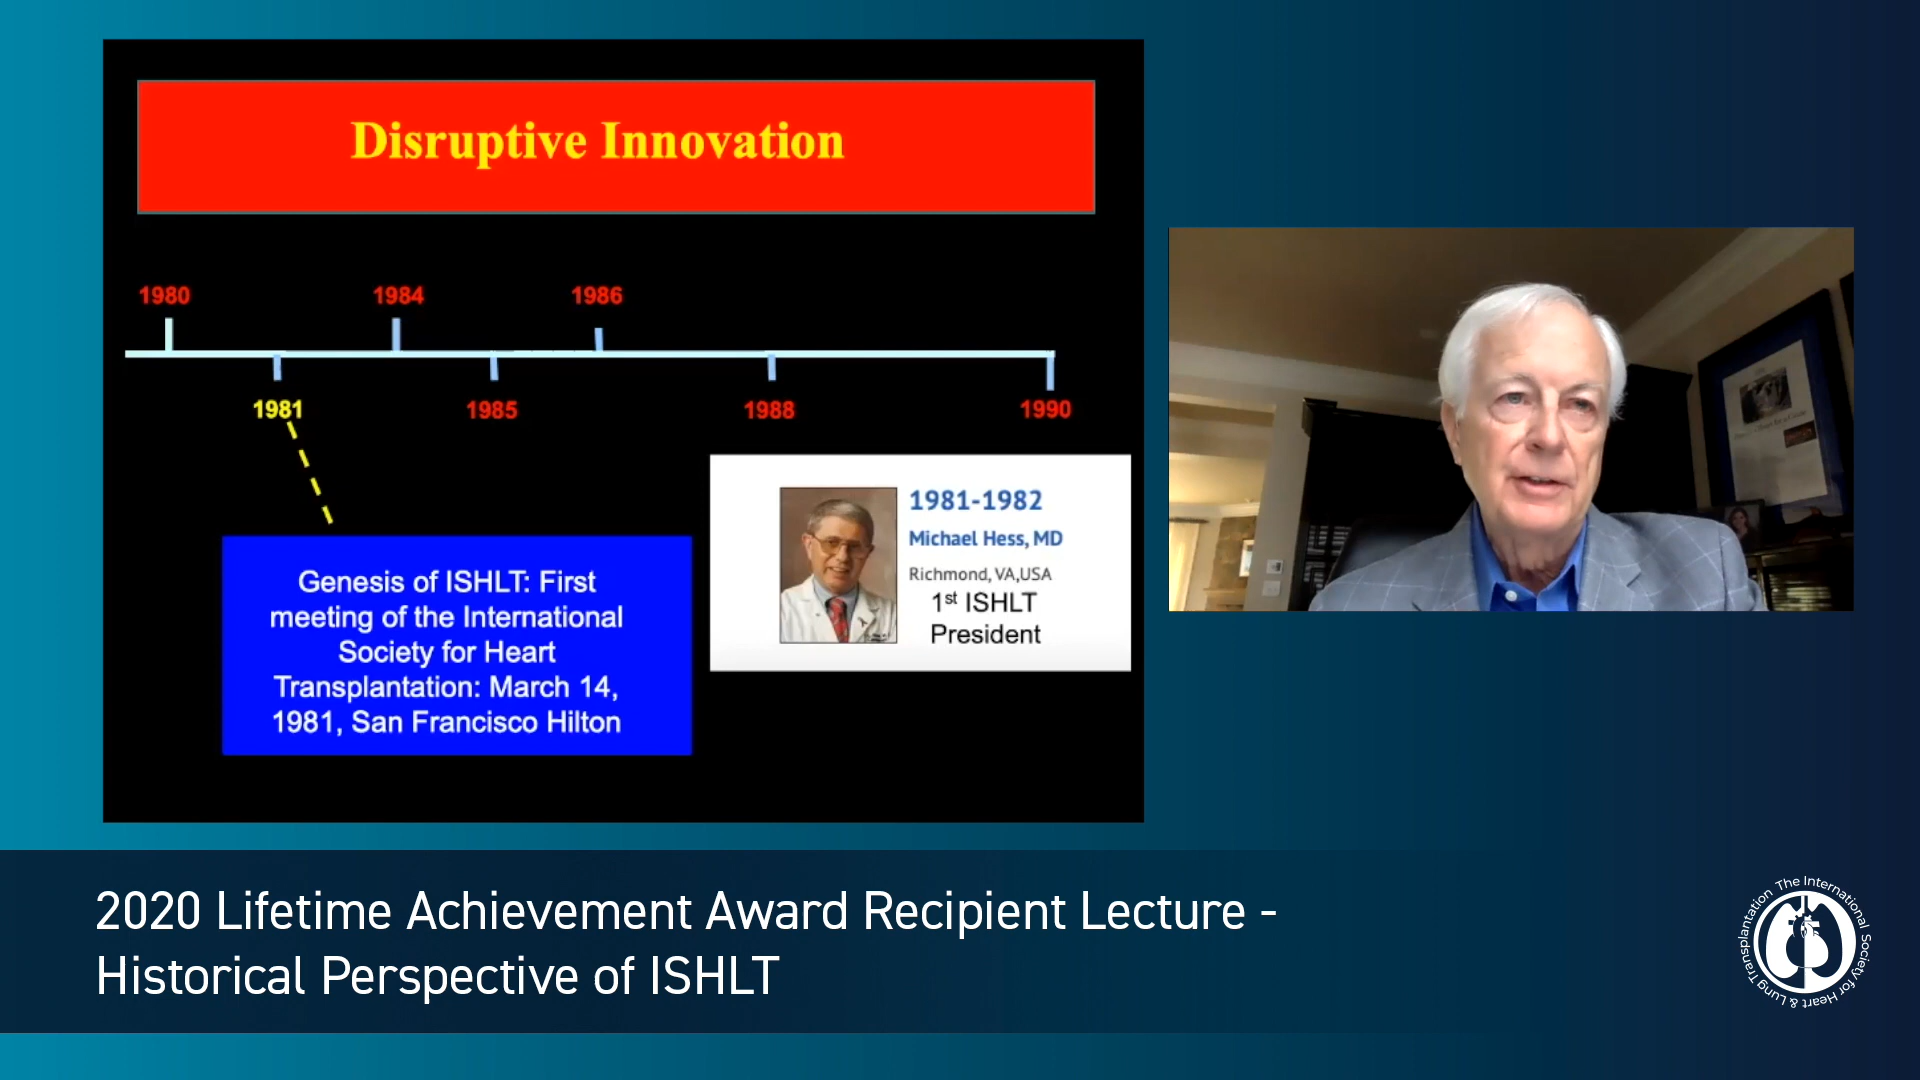 Disruptive Innovation
1980
1984
1986
1981
1985
1988
1990
1981-1982
Michael Hess, MD
Richmond, VA,USA
1st ISHLT
President
Genesis of ISHLT: First
meeting of the International
Society for Heart
Transplantation: March 14,
1981, San Francisco Hilton
2020 Lifetime Achievement Award Recipient Lecture -
Historical Perspective of ISHLT
The International Society for Heart & Lung Transplantation